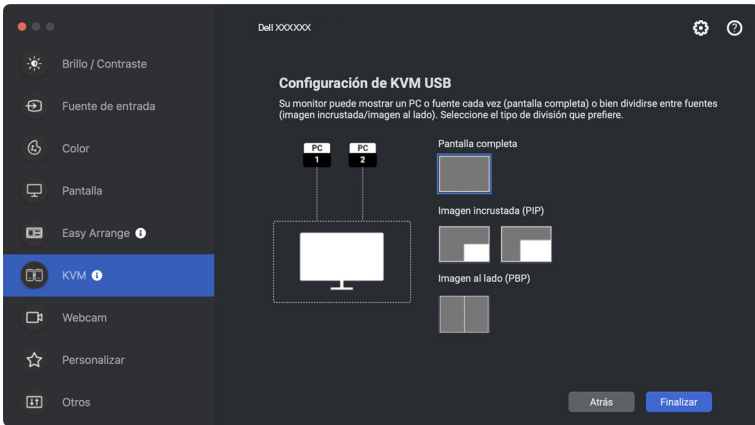 Dell XXXXXX
Brillo / Contraste
Fuente de entrada
Color
Pantalla
Easy Arrange
KVM
Webcam
Personalizar
Otros
Configuración de KVM USB
Su monitor puede mostrar un PC o fuente cada vez (pantalla completa) o bien dividirse entre fuentes
(imagen incrustada/imagen al lado). Seleccione el tipo de división que prefiere.
PC
1
PC
2
Pantalla completa
Imagen incrustada (PIP)
Imagen al lado (PBP)
Atrás
Finalizar